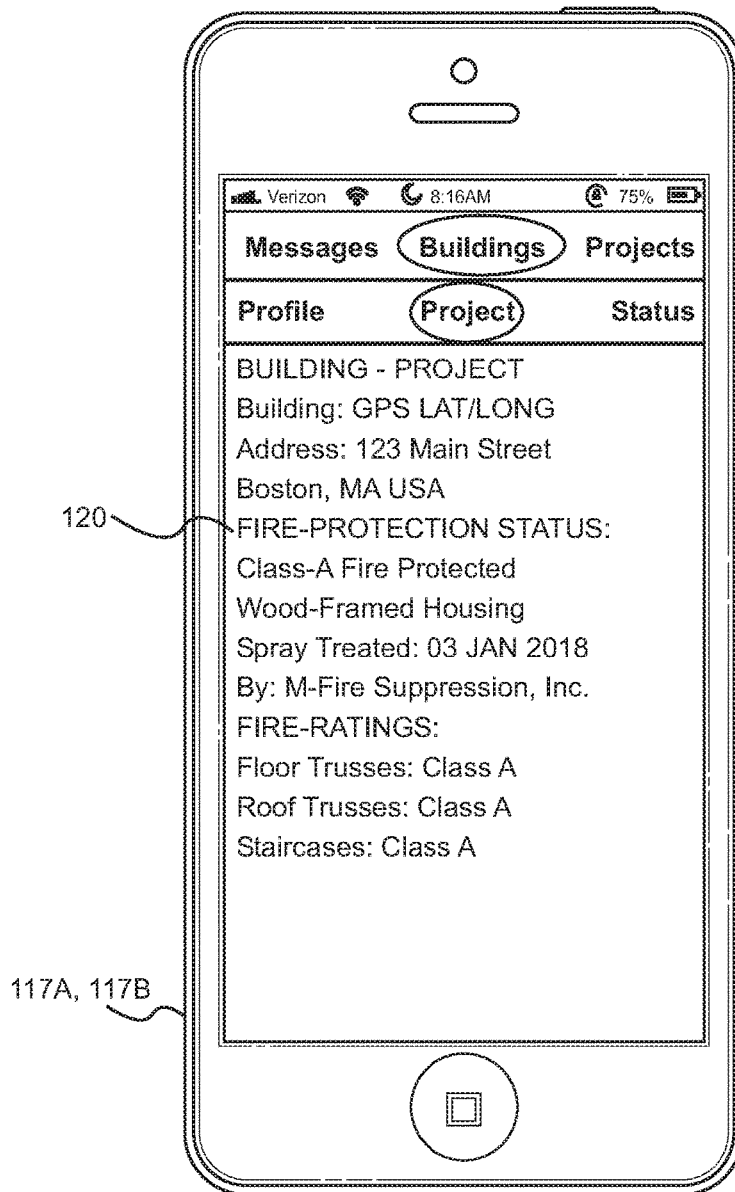 Verizon 8:16AM 75%
Messages Buildings Projects
Profile Project Status
BUILDING - PROJECT
Building: GPS LAT/LONG
Address: 123 Main Street
Boston, MA USA
120
FIRE-PROTECTION STATUS:
Class-A Fire Protected
Wood-Framed Housing
Spray Treated: 03 JAN 2018
By: M-Fire Suppression, Inc.
FIRE-RATINGS:
Floor Trusses: Class A
Roof Trusses: Class A
Staircases: Class A
117A, 117B